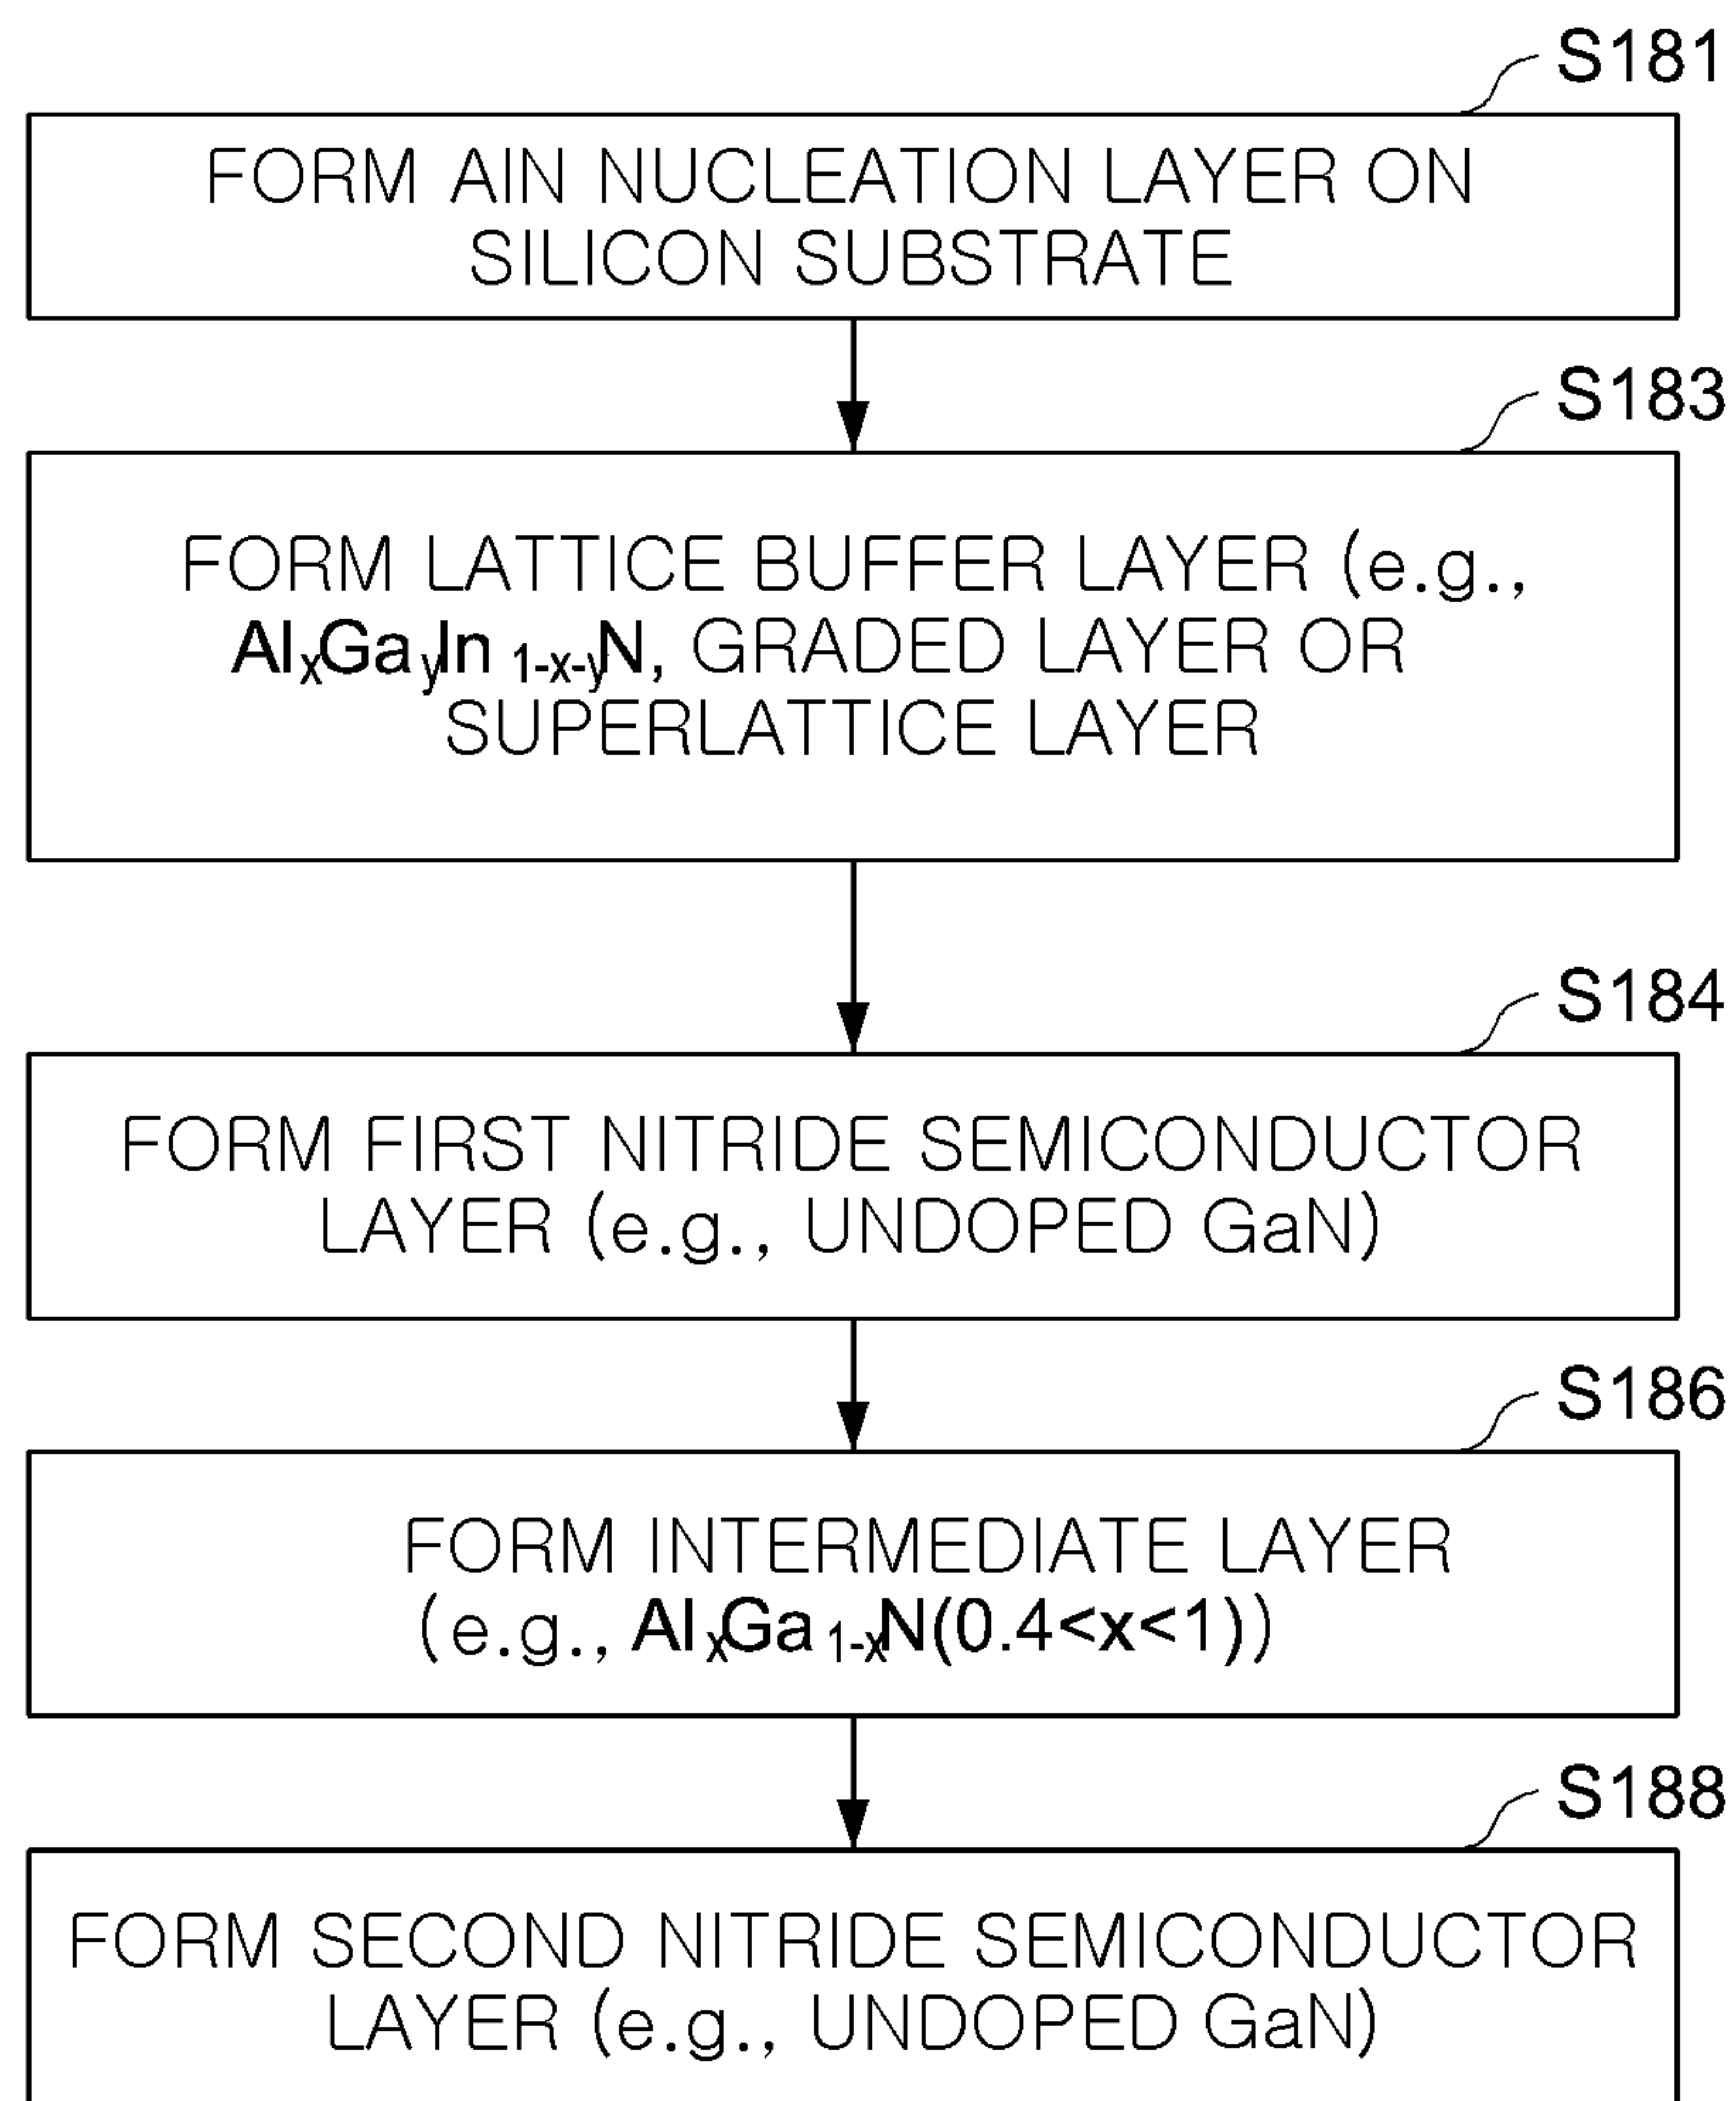 S181
FORM AlN NUCLEATION LAYER ON
SILICON SUBSTRATE
S183
FORM LATTICE BUFFER LAYER (e.g.,
AlxGayIn1-x-yN, GRADED LAYER OR
SUPERLATTICE LAYER
S184
FORM FIRST NITRIDE SEMICONDUCTOR
LAYER (e.g., UNDOPED GaN)
S186
FORM INTERMEDIATE LAYER
(e.g., AlxGa1-xN(0.4<x<1))
S188
FORM SECOND NITRIDE SEMICONDUCTOR
LAYER (e.g., UNDOPED GaN)